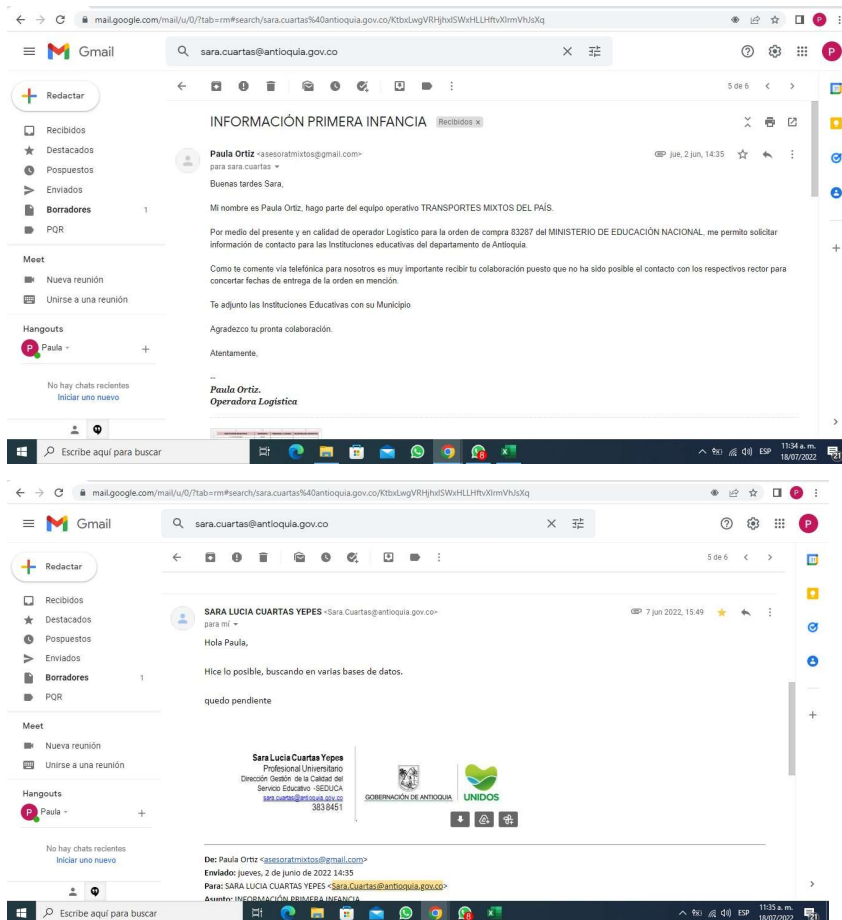 mail.google.com/mail/u/0/?tab=rm#search/sara.cuartas%40antioquia.gov.co/KtbxLwgVRHjhxlSWxHLLHftvXlrmVhJsXq
Gmail
sara.cuartas@antioquia.gov.co
P
Redactar
5 de 6
Recibidos
Destacados
Pospuestos
Enviados
Borradores 1
PQR
Meet
Nueva reunión
Unirse a una reunión
Hangouts
Paula
No hay chats recientes
Iniciar uno nuevo
INFORMACIÓN PRIMERA INFANCIA Recibidos x
Paula Ortiz <asesoratmixtos@gmail.com> jue, 2 jun, 14:35
para sara.cuartas
Buenas tardes Sara,
Mi nombre es Paula Ortiz, hago parte del equipo operativo TRANSPORTES MIXTOS DEL PAÍS.
Por medio del presente y en calidad de operador Logístico para la orden de compra 83287 del MINISTERIO DE EDUCACIÓN NACIONAL, me permito solicitar
información de contacto para las Instituciones educativas del departamento de Antioquia.
Como te comente vía telefónica para nosotros es muy importante recibir tu colaboración puesto que no ha sido posible el contacto con los respectivos rector para
concertar fechas de entrega de la orden en mención.
Te adjunto las Instituciones Educativas con su Municipio
Agradezco tu pronta colaboración.
Atentamente,
--
Paula Ortiz.
Operadora Logística
Escribe aquí para buscar
8
ESP
11:34 a. m.
18/07/2022
21
mail.google.com/mail/u/0/?tab=rm#search/sara.cuartas%40antioquia.gov.co/KtbxLwgVRHjhxlSWxHLLHftvXlrmVhJsXq
Gmail
sara.cuartas@antioquia.gov.co
P
Redactar
5 de 6
Recibidos
Destacados
Pospuestos
Enviados
Borradores 1
PQR
Meet
Nueva reunión
Unirse a una reunión
Hangouts
Paula
No hay chats recientes
Iniciar uno nuevo
SARA LUCIA CUARTAS YEPES <Sara.Cuartas@antioquia.gov.co> 7 jun 2022, 15:49
para mí
Hola Paula,
Hice lo posible, buscando en varias bases de datos.
quedo pendiente
Sara Lucia Cuartas Yepes
Profesional Universitario
Dirección Gestión de la Calidad del
Servicio Educativo -SEDUCA
sara.cuartas@antioquia.gov.co
383 8451
GOBERNACIÓN DE ANTIOQUIA
UNIDOS
De: Paula Ortiz <asesoratmixtos@gmail.com>
Enviado: jueves, 2 de junio de 2022 14:35
Para: SARA LUCIA CUARTAS YEPES <Sara.Cuartas@antioquia.gov.co>
Asunto: INFORMACIÓN PRIMERA INFANCIA
Escribe aquí para buscar
8
ESP
11:35 a. m.
18/07/2022
21